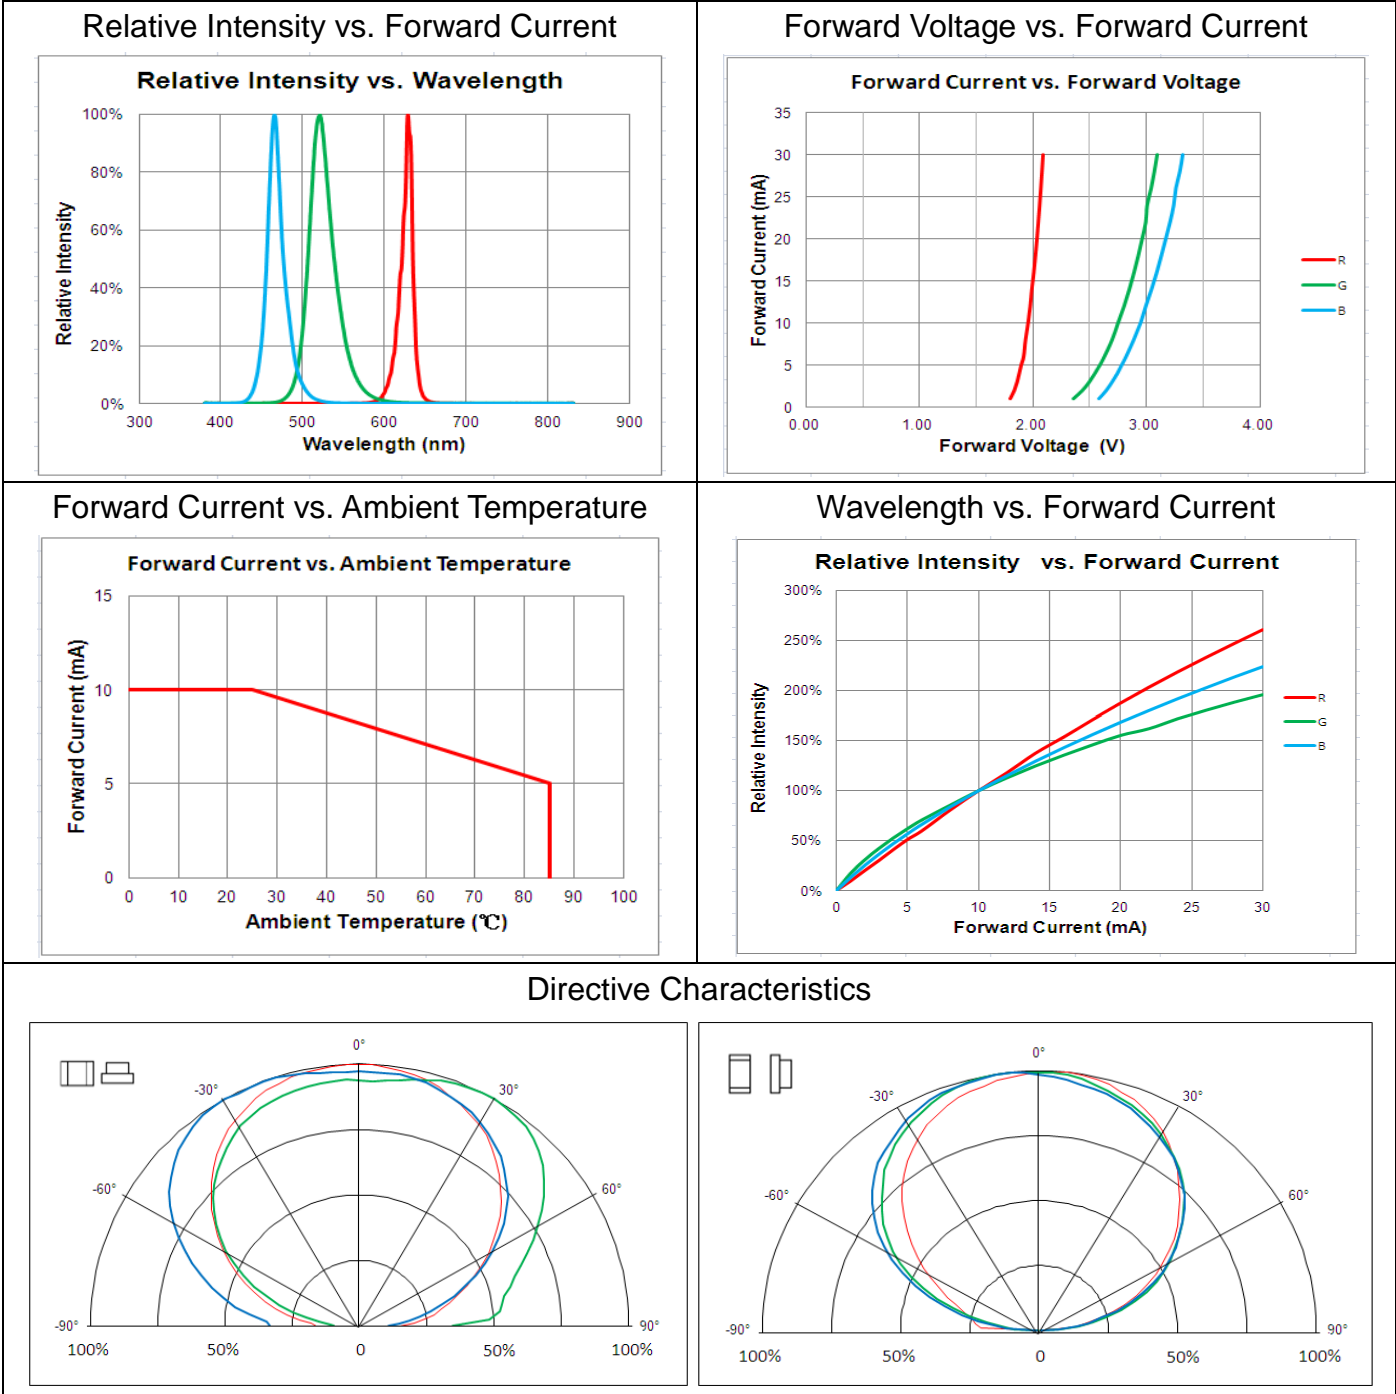 Relative Intensity vs. Forward Current
Relative Intensity vs. Wavelength
Relative Intensity
100%
80%
60%
40%
20%
0%
300 400 500 600 700 800 900
Wavelength (nm)
Forward Voltage vs. Forward Current
Forward Current vs. Forward Voltage
Forward Current (mA)
35
30
25
20
15
10
5
0
0.00 1.00 2.00 3.00 4.00
Forward Voltage (V)
R
G
B
Forward Current vs. Ambient Temperature
Forward Current vs. Ambient Temperature
Forward Current (mA)
15
10
5
0
0 10 20 30 40 50 60 70 80 90 100
Ambient Temperature (℃)
Wavelength vs. Forward Current
Relative Intensity vs. Forward Current
Relative Intensity
300%
250%
200%
150%
100%
50%
0%
0 5 10 15 20 25 30
Forward Current (mA)
R
G
B
Directive Characteristics
0°
-30° 30°
-60° 60°
-90° 90°
100% 50% 0 50% 100%
0°
-30° 30°
-60° 60°
-90° 90°
100% 50% 0 50% 100%